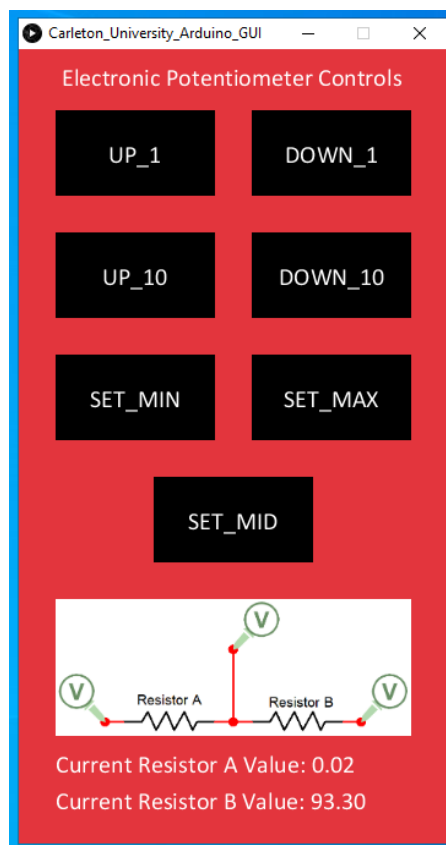 Carleton_University_Arduino_GUI
Electronic Potentiometer Controls
UP_1 DOWN_1
UP_10 DOWN_10
SET_MIN SET_MAX
SET_MID
V
V V
Resistor A Resistor B
Current Resistor A Value: 0.02
Current Resistor B Value: 93.30